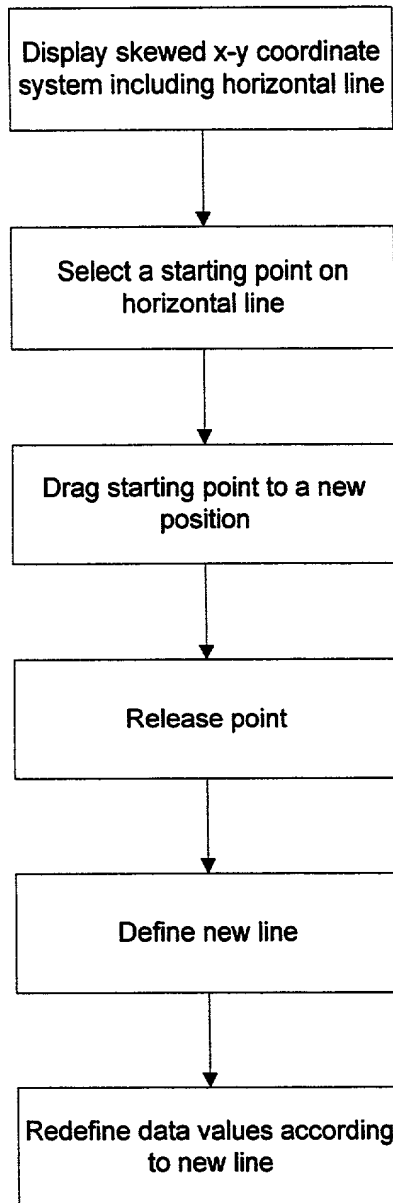 Display skewed x-y coordinate
system including horizontal line
Select a starting point on
horizontal line
Drag starting point to a new
position
Release point
Define new line
Redefine data values according
to new line